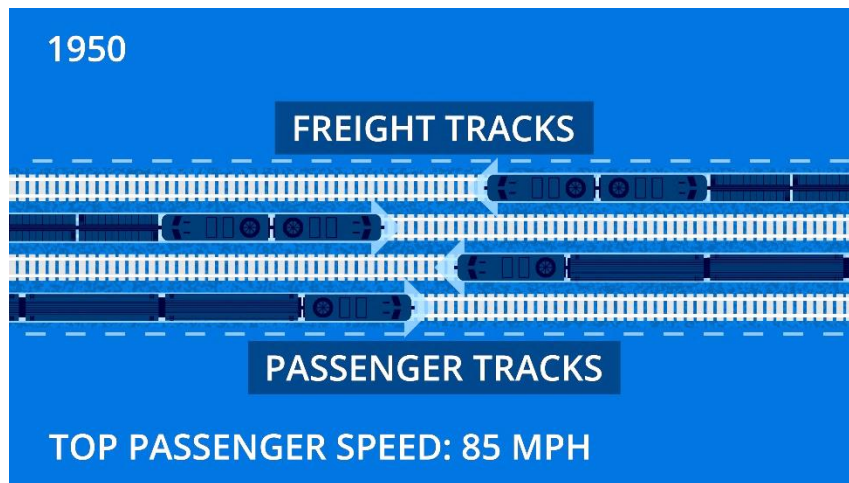 1950
FREIGHT TRACKS
PASSENGER TRACKS
TOP PASSENGER SPEED: 85 MPH